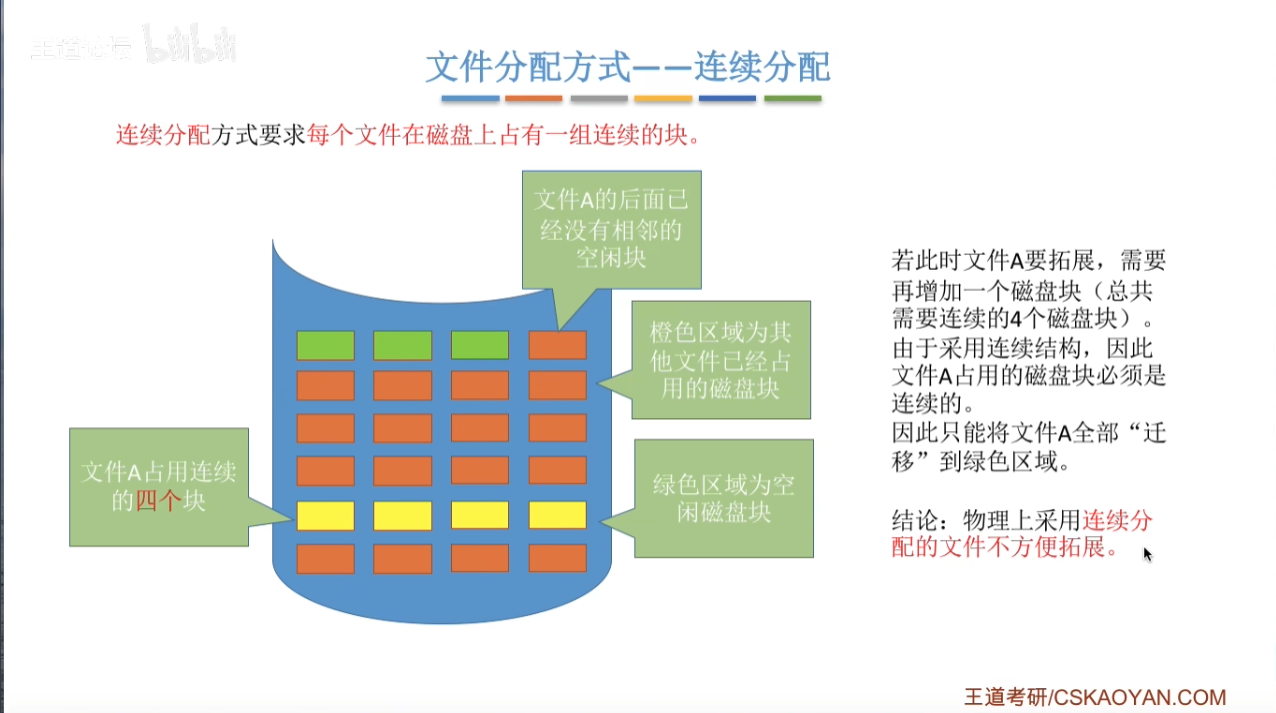 王道论坛 bilibili
文件分配方式——连续分配
连续分配方式要求每个文件在磁盘上占有一组连续的块。
文件A的后面已
经没有相邻的
空闲块
橙色区域为其
他文件已经占
用的磁盘块
文件A占用连续
的四个块
绿色区域为空
闲磁盘块
若此时文件A要拓展，需要
再增加一个磁盘块（总共
需要连续的4个磁盘块）。
由于采用连续结构，因此
文件A占用的磁盘块必须是
连续的。
因此只能将文件A全部“迁
移”到绿色区域。
结论：物理上采用连续分
配的文件不方便拓展。
王道考研/CSKAOYAN.COM